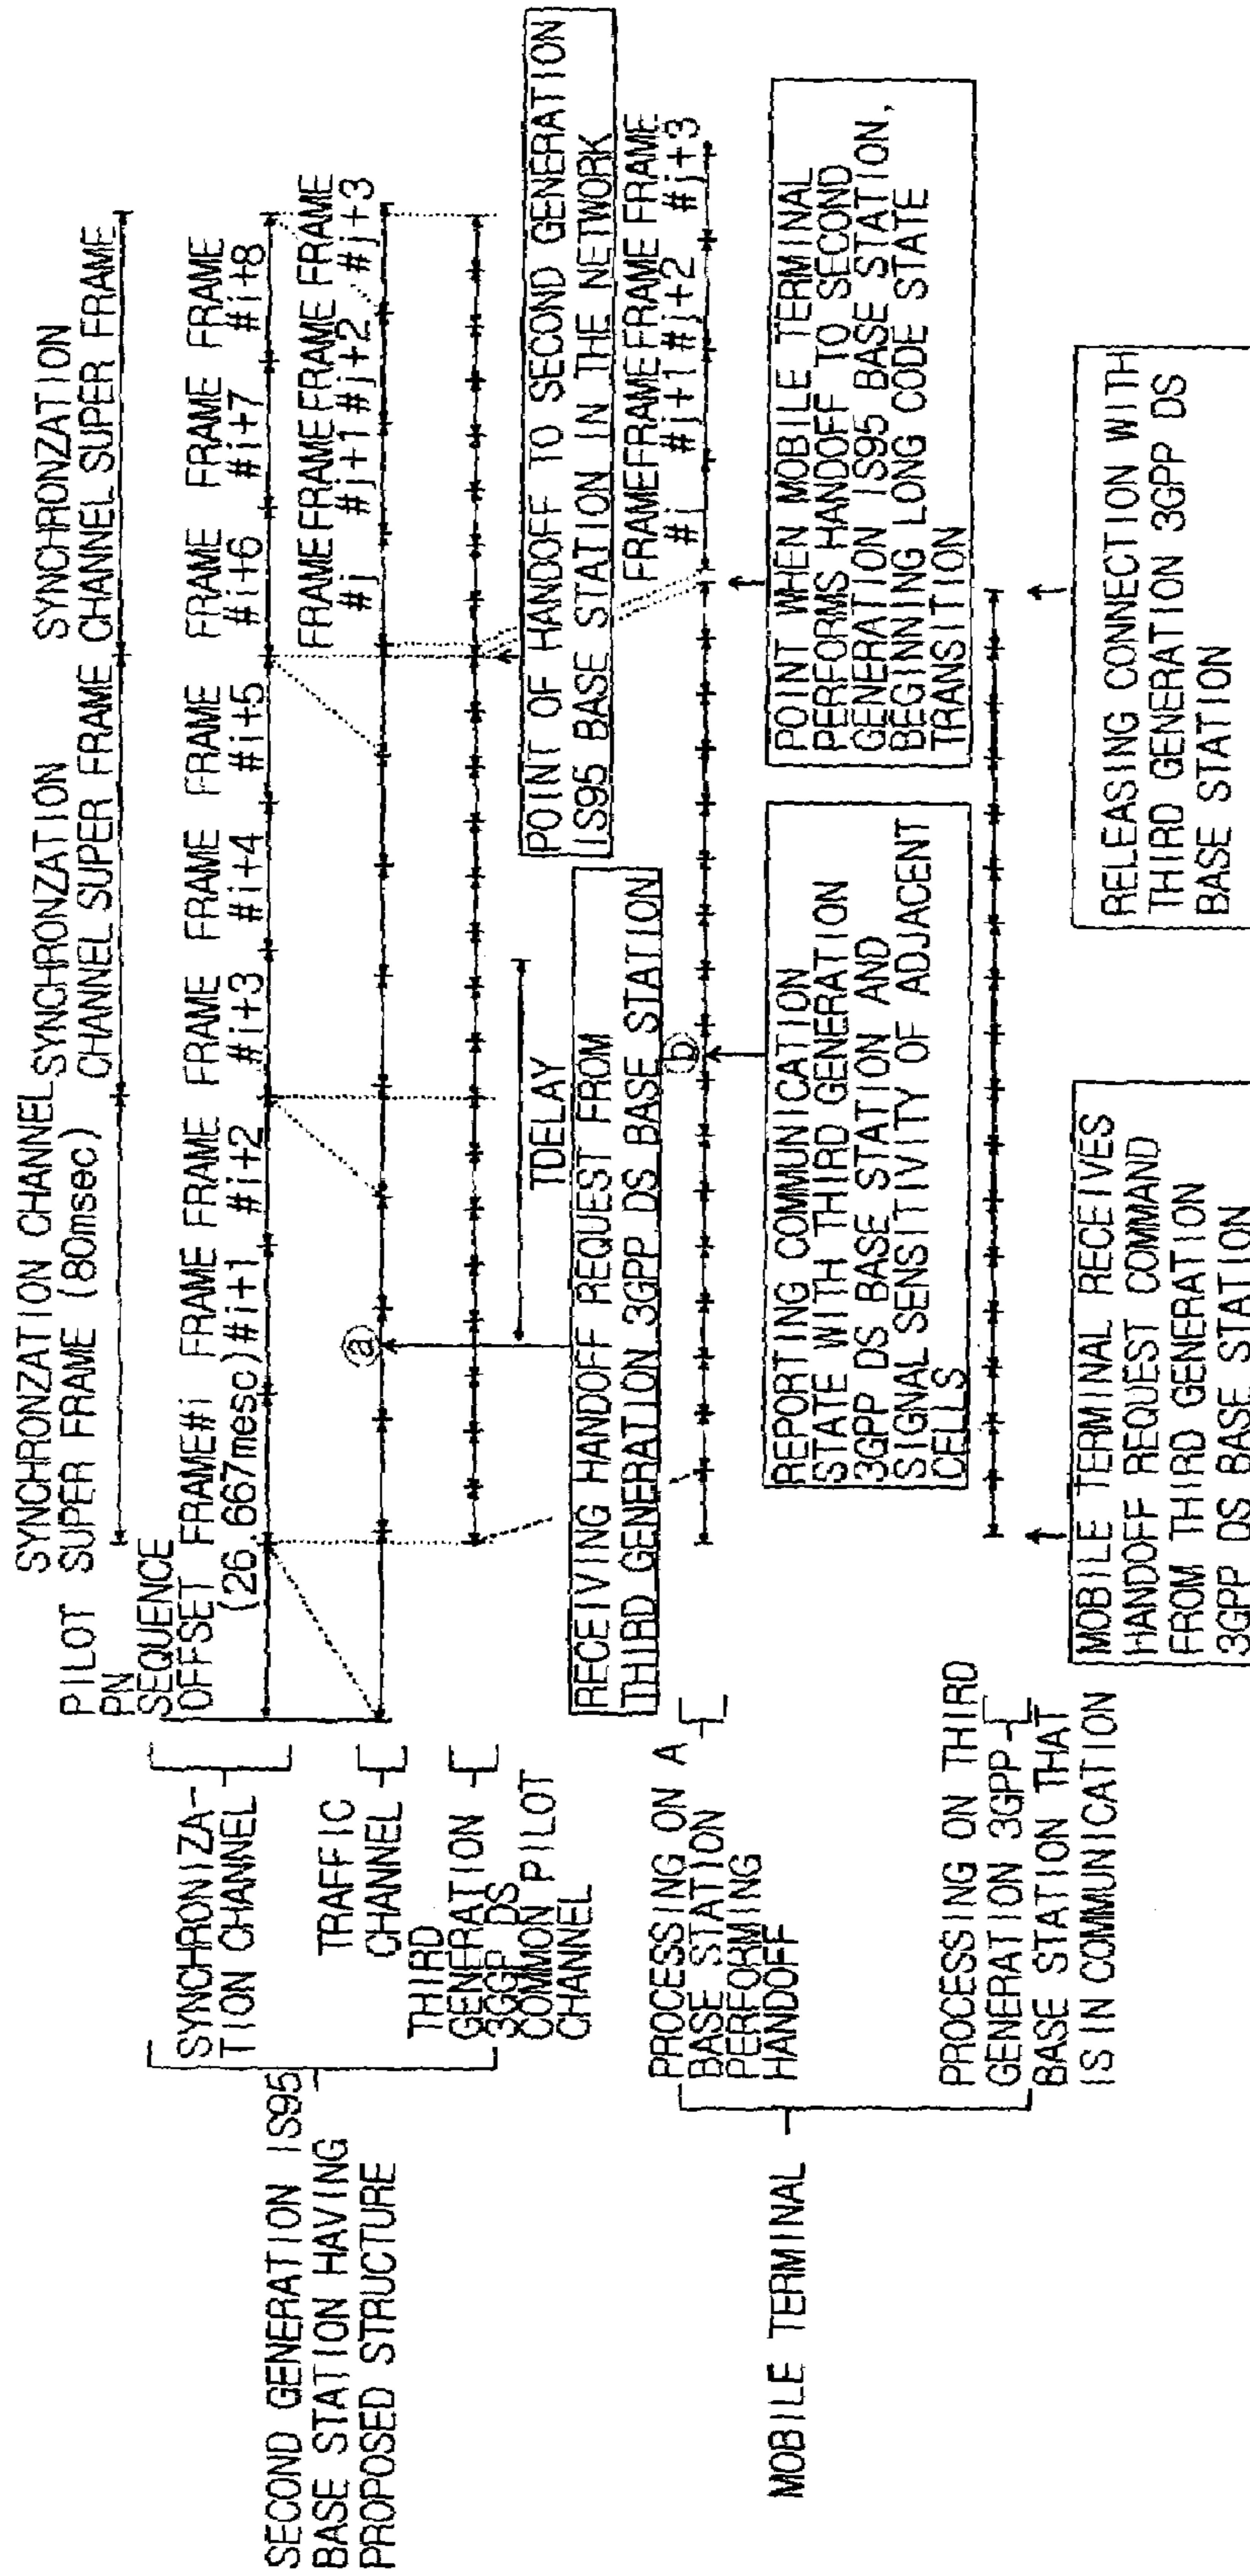 SYNCHRONZATION CHANNEL
PILOT SUPER FRAME (80msec)
PN
SEQUENCE
OFFSET
SYNCHRONZATION
CHANNEL SUPER FRAME
SYNCHRONZATION
CHANNEL SUPER FRAME
FRAME#i FRAME FRAME FRAME FRAME FRAME FRAME FRAME FRAME
(26.667mesc)#i+1 #i+2 #i+3 #i+4 #i+5 #i+6 #i+7 #i+8
FRAME FRAME FRAME FRAME
#j #j+1 #j+2 #j+3
SECOND GENERATION IS95
BASE STATION HAVING
PROPOSED STRUCTURE
SYNCHRONIZA-
TION CHANNEL
TRAFFIC
CHANNEL
THIRD
GENERATION
3GGP DS
COMMON PILOT
CHANNEL
a
TDELAY
RECEIVING HANDOFF REQUEST FROM
THIRD GENERATION 3GPP DS BASE STATION
POINT OF HANDOFF TO SECOND GENERATION
IS95 BASE STATION IN THE NETWORK
MOBILE TERMINAL
PROCESSING ON A
BASE STATION
PERFORMING
HANDOFF
FRAME FRAME FRAME FRAME
#j #j+1 #j+2 #j+3
b
REPORTING COMMUNICATION
STATE WITH THIRD GENERATION
3GPP DS BASE STATION AND
SIGNAL SENSITIVITY OF ADJACENT
CELLS
POINT WHEN MOBILE TERMINAL
PERFORMS HANDOFF TO SECOND
GENERATION IS95 BASE STATION,
BEGINNING LONG CODE STATE
TRANSITION
PROCESSING ON THIRD
GENERATION 3GPP
BASE STATION THAT
IS IN COMMUNICATION
MOBILE TERMINAL RECEIVES
HANDOFF REQUEST COMMAND
FROM THIRD GENERATION
3GPP DS BASE STATION
RELEASING CONNECTION WITH
THIRD GENERATION 3GPP DS
BASE STATION